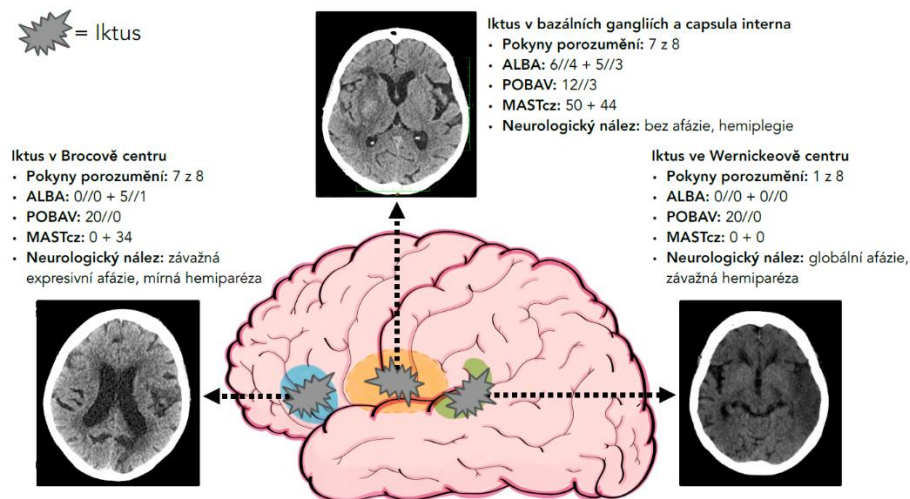 = Iktus
Iktus v bazálních gangliích a capsula interna
• Pokyny porozumění: 7 z 8
• ALBA: 6//4 + 5//3
• POBAV: 12//3
• MASTcz: 50 + 44
• Neurologický nález: bez afázie, hemiplegie
Iktus v Brocově centru
• Pokyny porozumění: 7 z 8
• ALBA: 0//0 + 5//1
• POBAV: 20//0
• MASTcz: 0 + 34
• Neurologický nález: závažná
expresivní afázie, mírná hemiparéza
Iktus ve Wernickeově centru
• Pokyny porozumění: 1 z 8
• ALBA: 0//0 + 0//0
• POBAV: 20//0
• MASTcz: 0 + 0
• Neurologický nález: globální afázie,
závažná hemiparéza